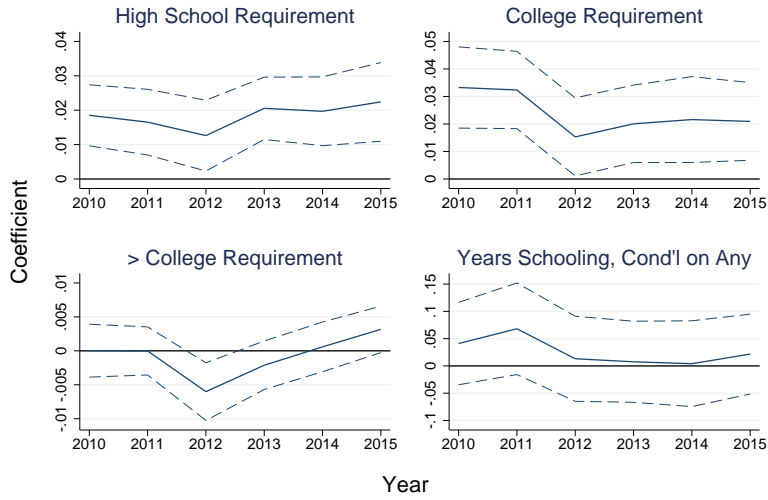 High School Requirement
.04
.03
.02
.01
0
2010 2011 2012 2013 2014 2015
College Requirement
.05
.04
.03
.02
.01
0
2010 2011 2012 2013 2014 2015
> College Requirement
.01
.005
0
-.005
-.01
2010 2011 2012 2013 2014 2015
Years Schooling, Cond'l on Any
.15
.1
.05
0
-.05
-.1
2010 2011 2012 2013 2014 2015
Coefficient
Year